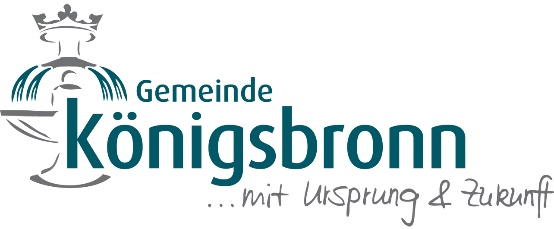 Gemeinde
Königsbronn
...mit Ursprung & Zukunft